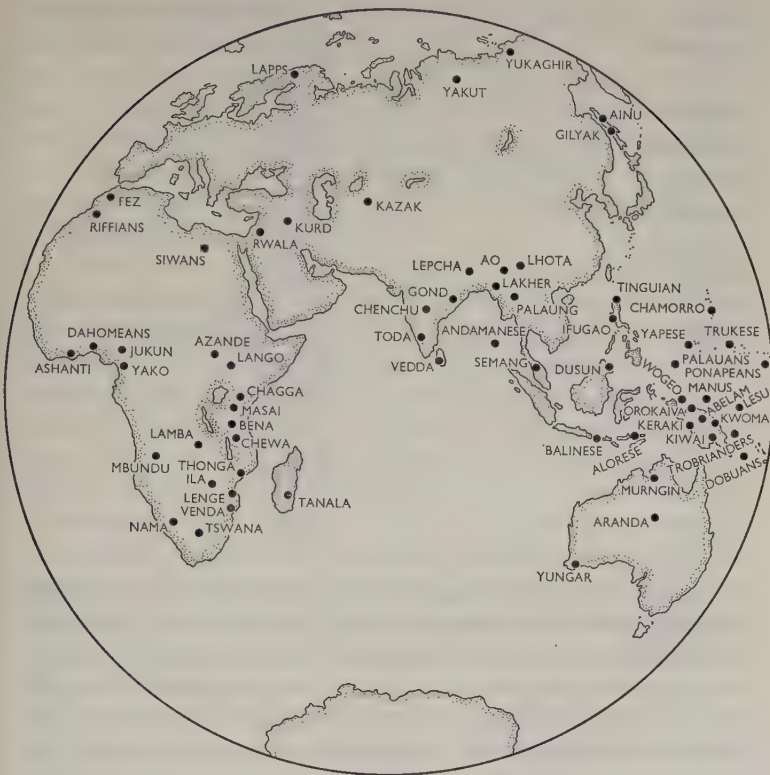 YUKAGHIR
LAPPS
YAKUT
AINU
GILYAK
FEZ
KAZAK
RIFFIANS
KURD
RWALA
SIWANS
AO
LHOTA
LEPCHA
LAKHER
TINGUIAN
GOND
PALAUNG
CHAMORRO
CHENCHU
DAHOMEANS
AZANDE
TODA
ANDAMANESE
IFUGAO
YAPESE
TRUKESE
JUKUN
LANGO
ASHANTI
YAKO
VEDDA
SEMANG
DUSUN
PALAUANS
WOGEO
PONAPEANS
MANUS
CHAGGA
ABELAM
LESU
MASAI
OROKAIVA
KWOMA
BENA
KERAKI
LAMBA
CHEWA
KIWAI
BALINESE
ALORESE
TROBRIANDERS
MBUNDU
THONGA
DOBUANS
ILA
MURNGIN
LENGE
TANALA
VENDA
ARANDA
NAMA
TSWANA
YUNGAR